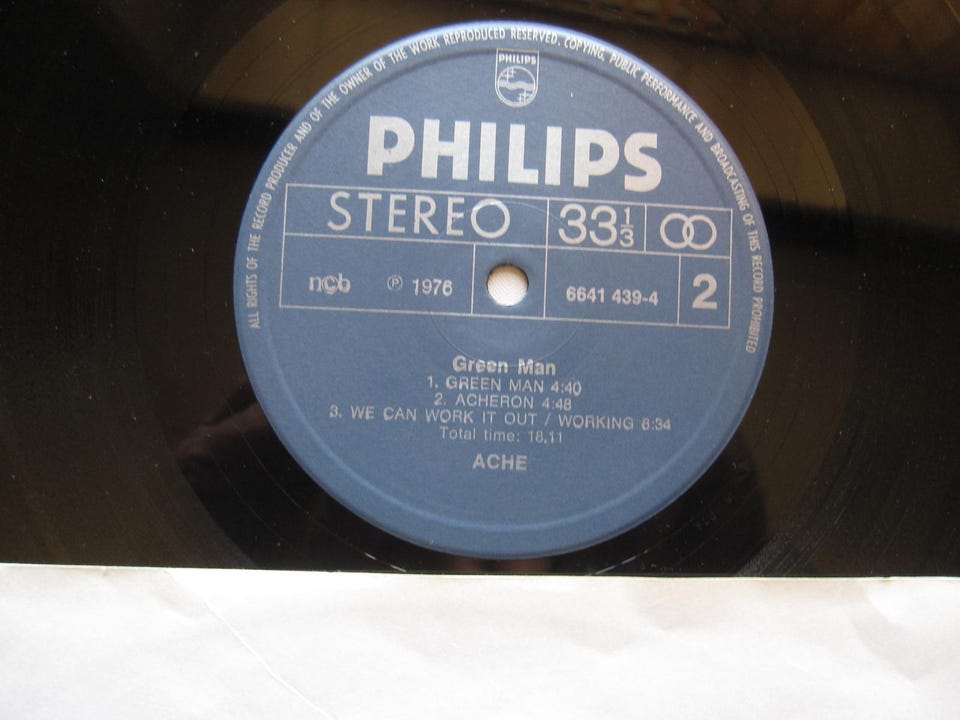 ALL RIGHTS OF THE RECORD PRODUCER AND OF THE OWNER OF THE WORK REPRODUCED RESERVED. COPYING, PUBLIC PERFORMANCE AND BROADCASTING OF THIS RECORD PROHIBITED
PHILIPS
PHILIPS
STEREO 33 1/3
ncb ℗ 1976 6641 439-4 2
Green Man
1. GREEN MAN 4:40
2. ACHERON 4:48
3. WE CAN WORK IT OUT / WORKING 8:34
Total time: 18.11
ACHE